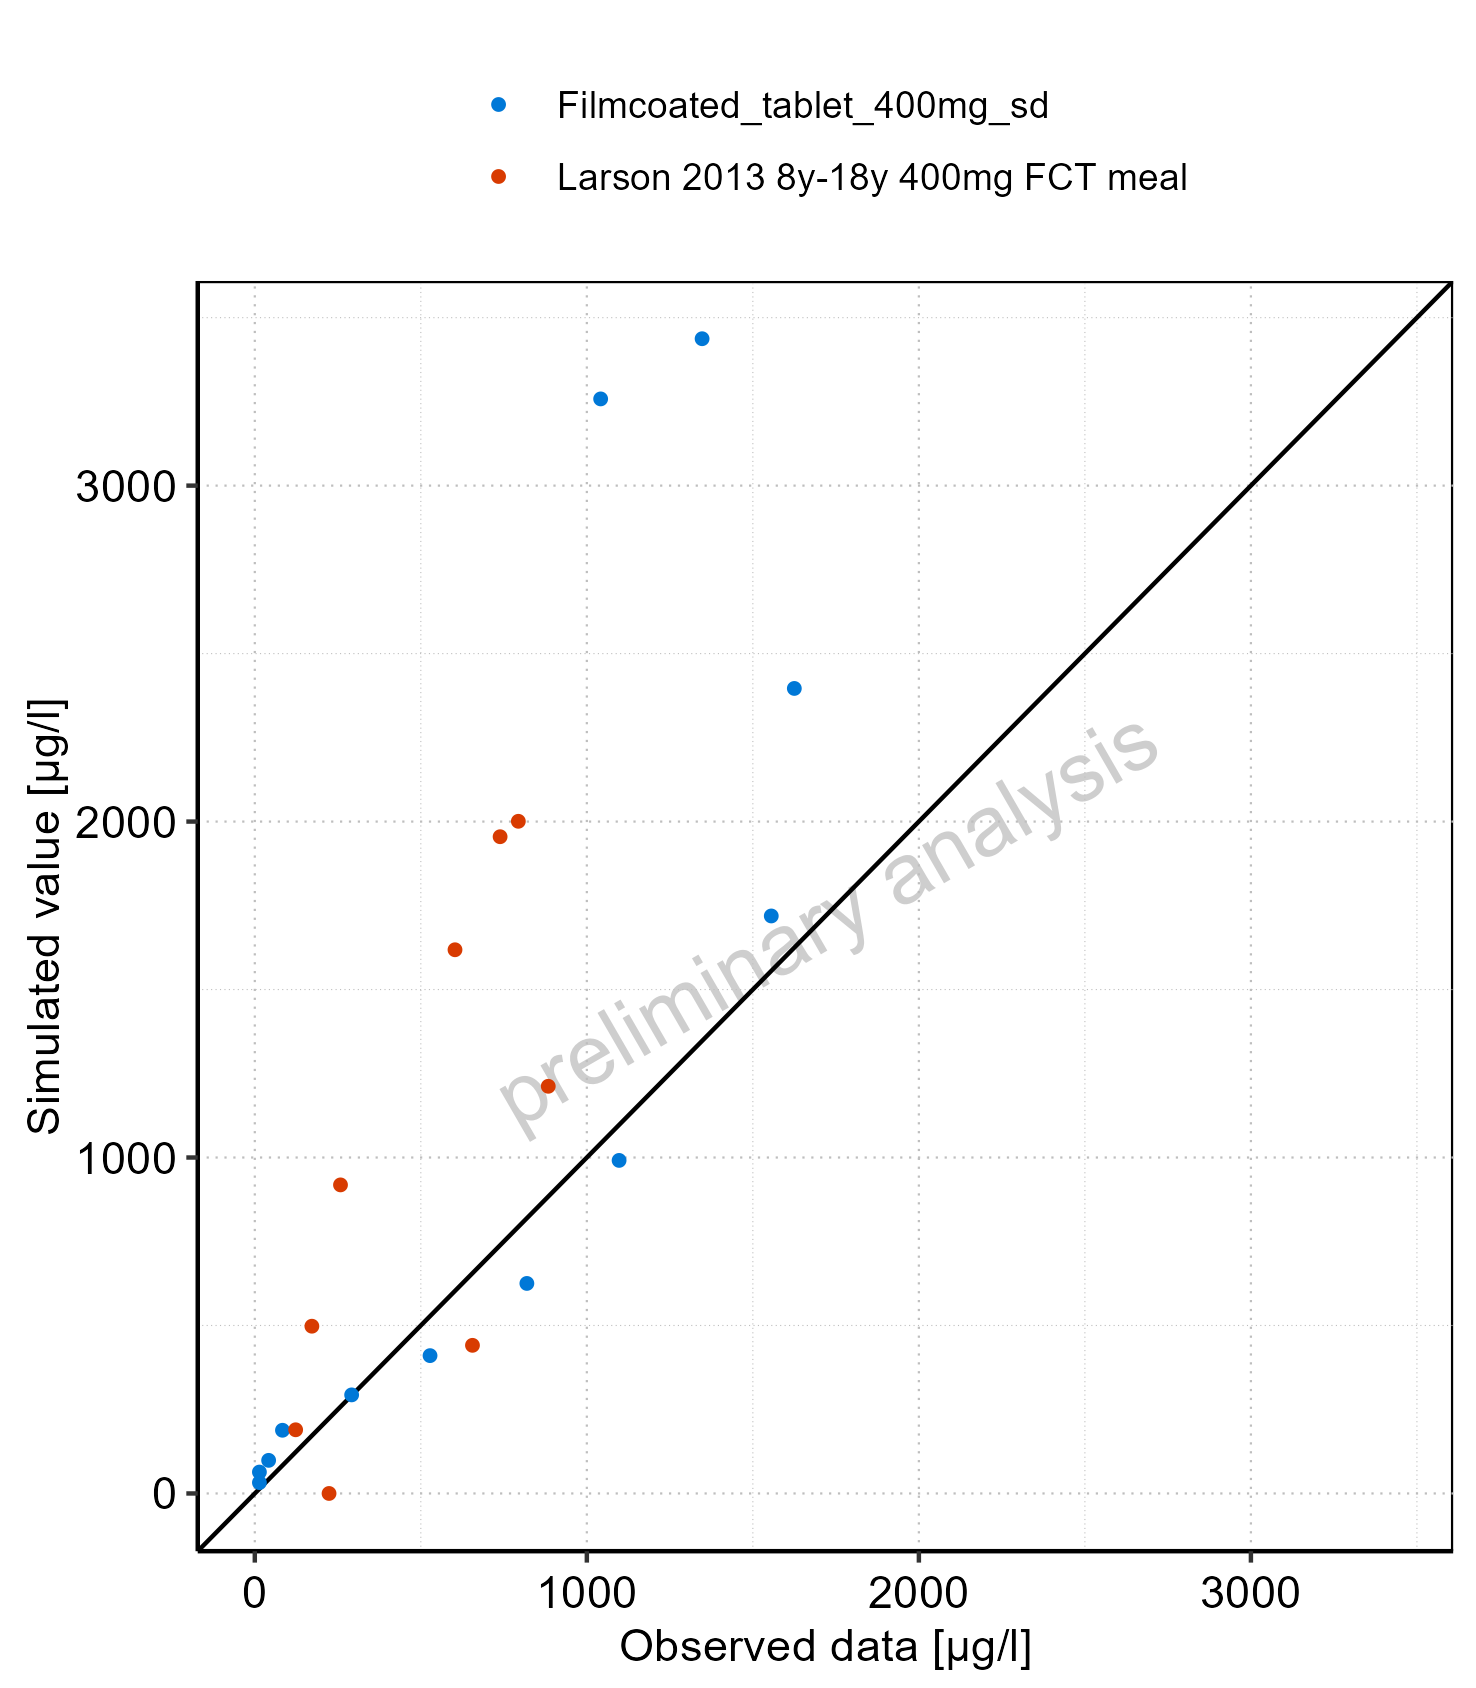 Filmcoated_tablet_400mg_sd
Larson 2013 8y-18y 400mg FCT meal
3000
2000
1000
0
Simulated value [µg/l]
preliminary analysis
0 1000 2000 3000
Observed data [µg/l]